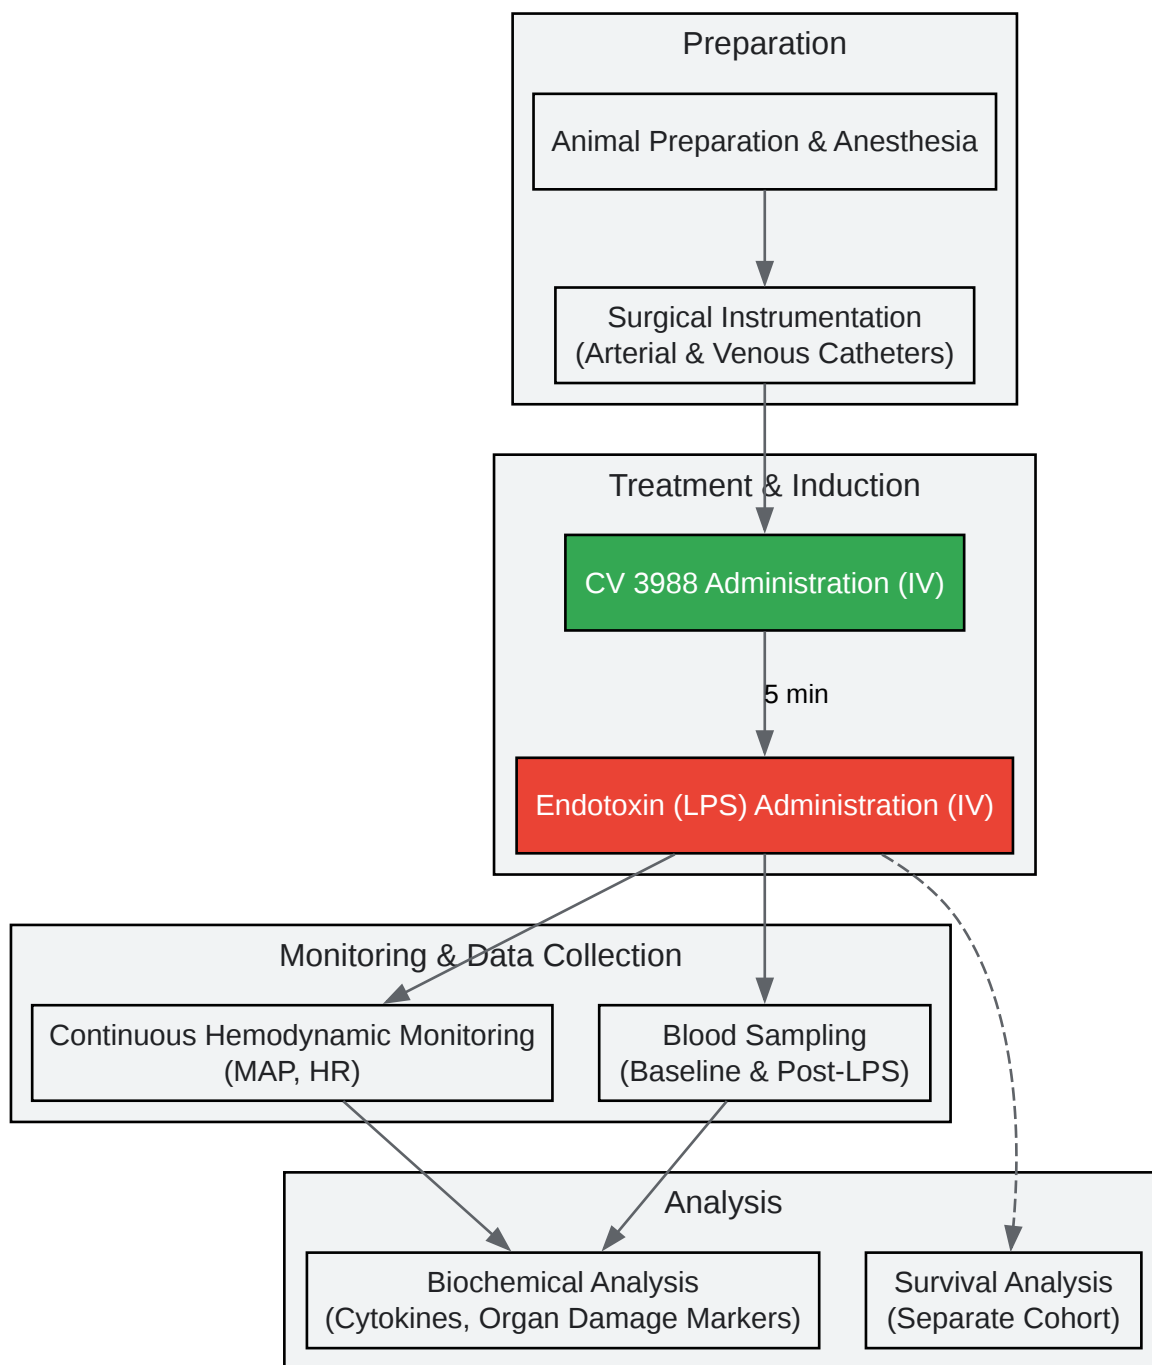 Preparation
Animal Preparation & Anesthesia
Surgical Instrumentation
(Arterial & Venous Catheters)
Treatment & Induction
CV 3988 Administration (IV)
5 min
Endotoxin (LPS) Administration (IV)
Monitoring & Data Collection
Continuous Hemodynamic Monitoring
(MAP, HR)
Blood Sampling
(Baseline & Post-LPS)
Analysis
Biochemical Analysis
(Cytokines, Organ Damage Markers)
Survival Analysis
(Separate Cohort)